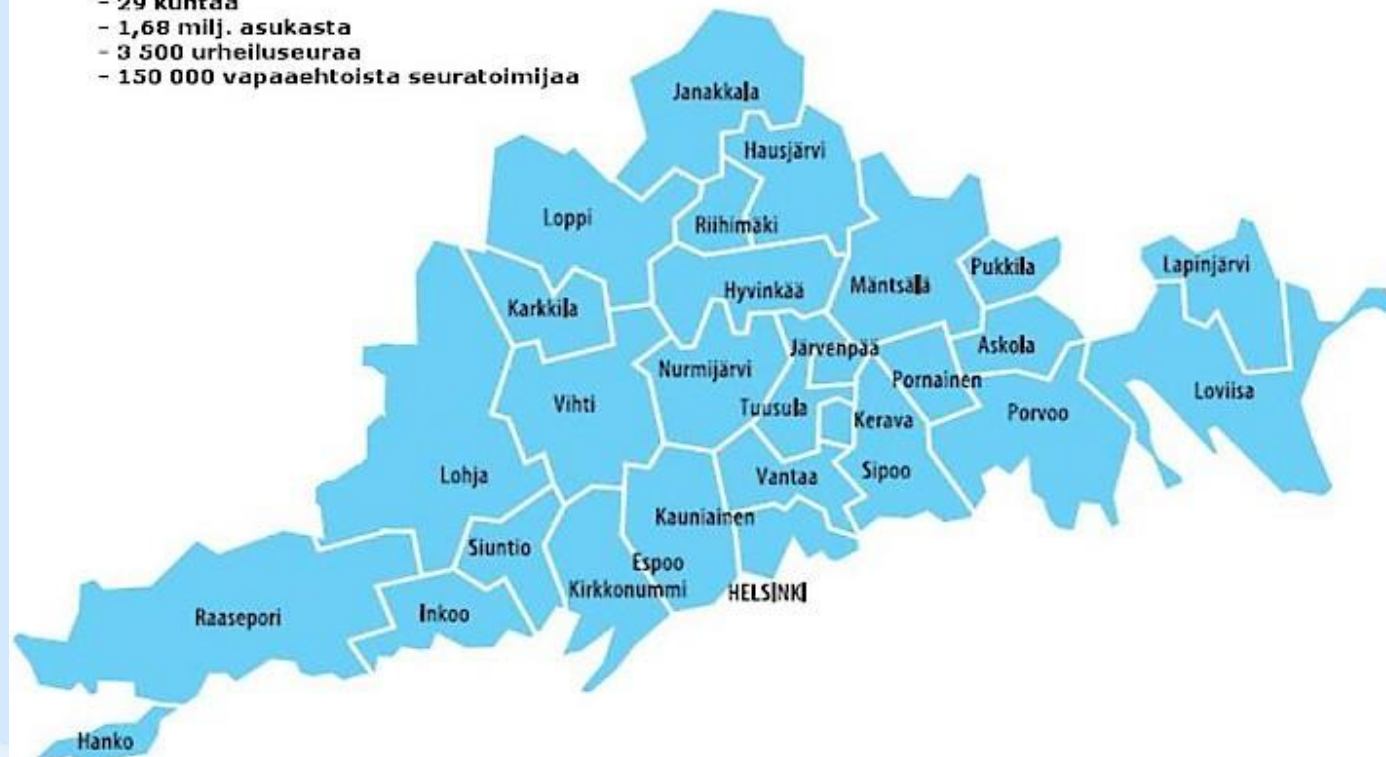 - 29 kuntaa
- 1,68 milj. asukasta
- 3 500 urheiluseuraa
- 150 000 vapaaehtoista seuratoimijaa
Janakkala
Hausjärvi
Loppi
Riihimäki
Lapinjärvi
Pukkila
Mäntsälä
Hyvinkää
Karkkila
Askola
Järvenpää
Nurmijärvi
Pornainen
Loviisa
Vihti
Tuusula
Porvoo
Kerava
Sipoo
Vantaa
Lohja
Kauniainen
Siuntio
Espoo
Kirkkonummi
HELSINKI
Inkoo
Raasepori
Hanko